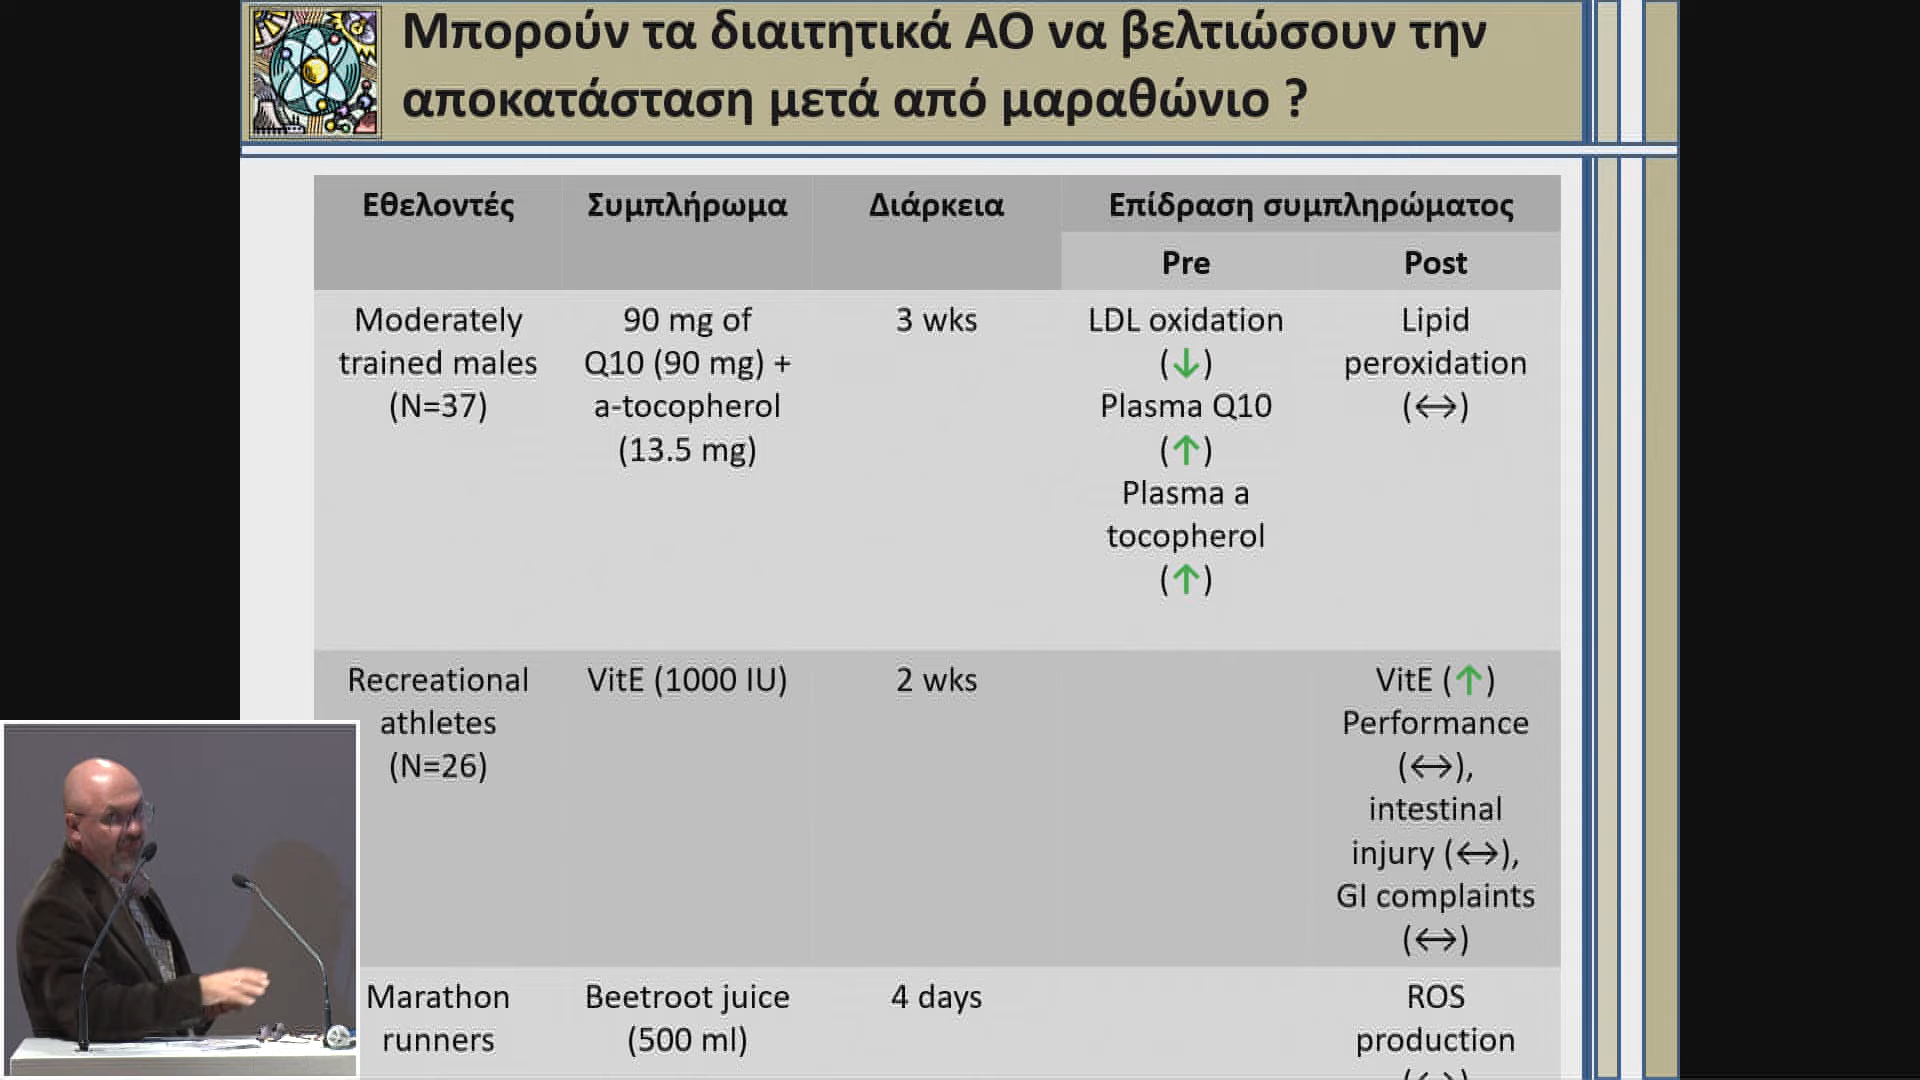 Μπορούν τα διαιτητικά ΑΟ να βελτιώσουν την
αποκατάσταση μετά από μαραθώνιο ?
Εθελοντές
Συμπλήρωμα
Διάρκεια
Επίδραση συμπληρώματος
Pre
Post
Moderately
trained males
(N=37)
90 mg of
Q10 (90 mg) +
a-tocopherol
(13.5 mg)
3 wks
LDL oxidation
(↓)
Plasma Q10
(↑)
Plasma a
tocopherol
(↑)
Lipid
peroxidation
(↔)
Recreational
athletes
(N=26)
VitE (1000 IU)
2 wks
VitE (↑)
Performance
(↔),
intestinal
injury (↔),
GI complaints
(↔)
Marathon
runners
Beetroot juice
(500 ml)
4 days
ROS
production